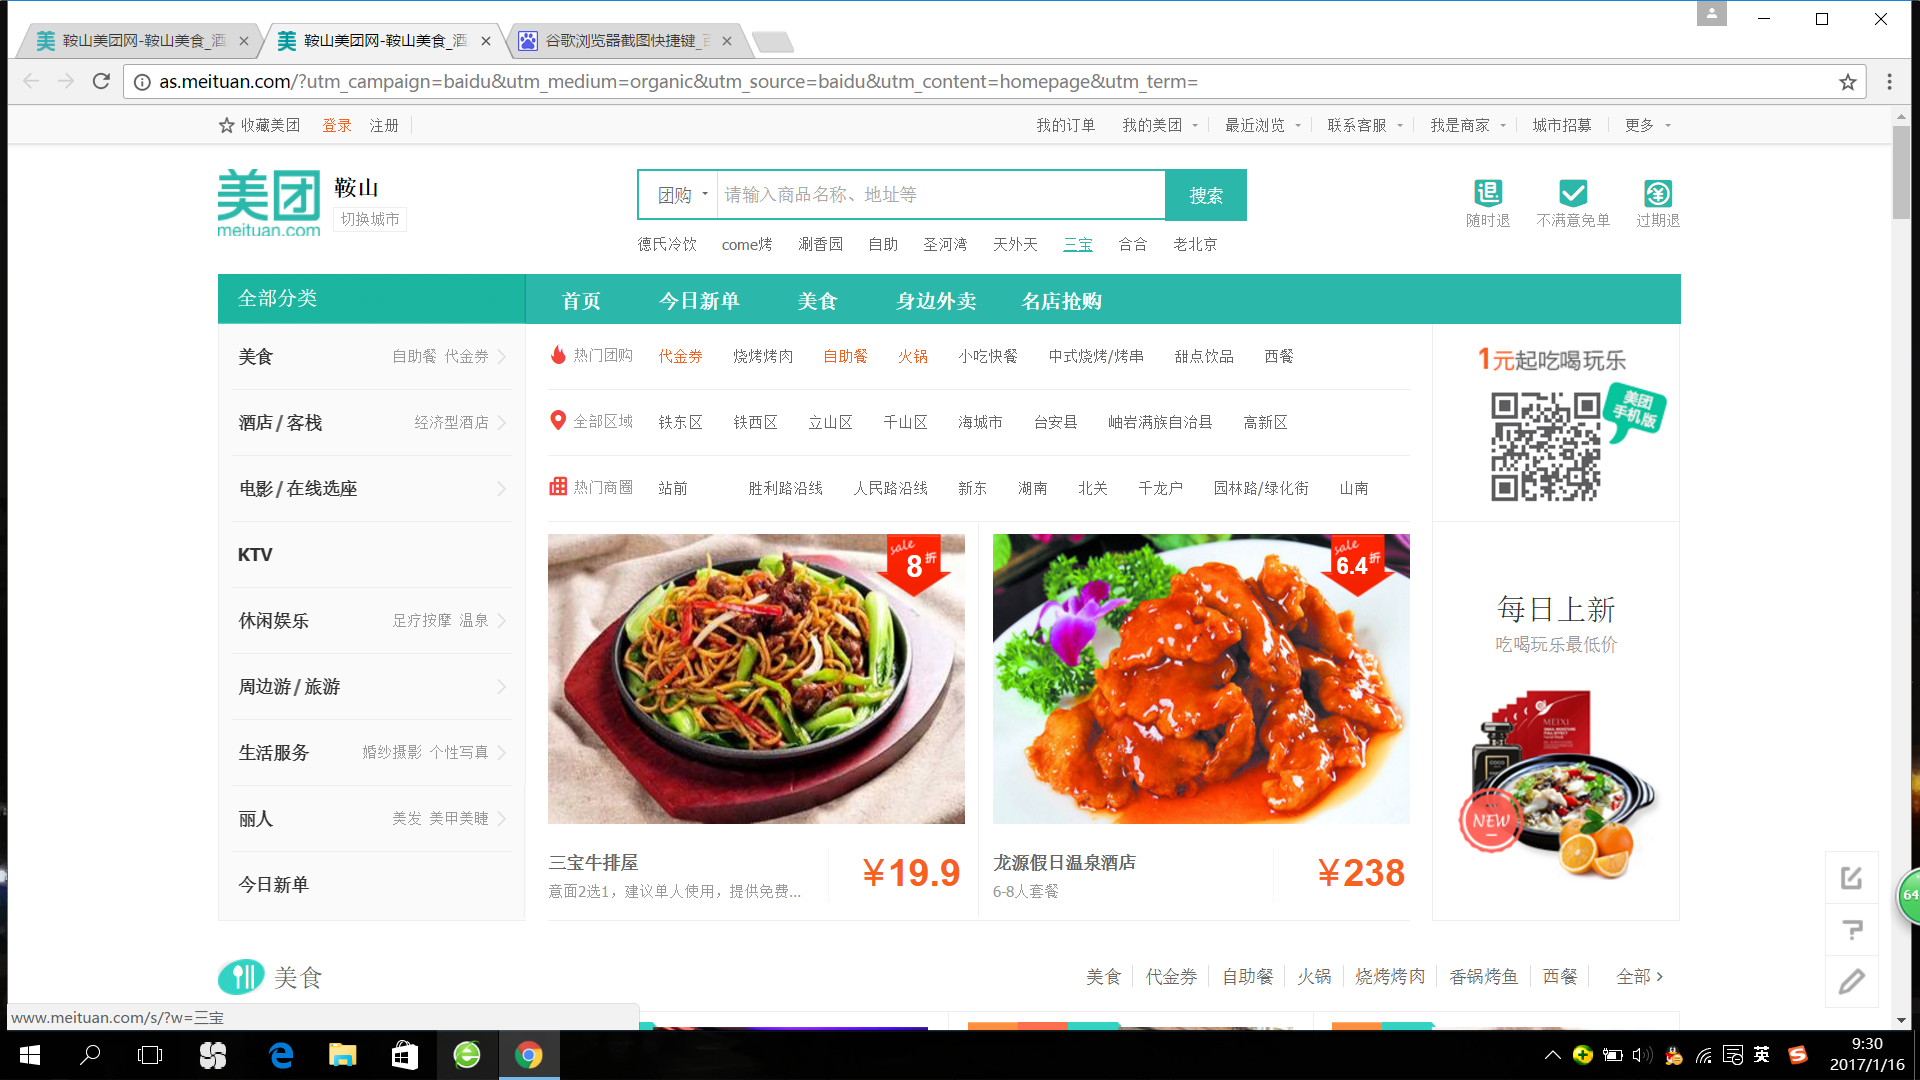 鞍山美团网-鞍山美食_酒
鞍山美团网-鞍山美食_酒
谷歌浏览器截图快捷键_百
as.meituan.com/?utm_campaign=baidu&utm_medium=organic&utm_source=baidu&utm_content=homepage&utm_term=
收藏美团 登录 注册 我的订单 我的美团 最近浏览 联系客服 我是商家 城市招募 更多
美团
meituan.com
鞍山
切换城市
团购 请输入商品名称、地址等 搜索
德氏冷饮 come烤 涮香园 自助 圣河湾 天外天 三宝 合合 老北京
退 随时退
不满意免单
过期退
全部分类 首页 今日新单 美食 身边外卖 名店抢购
美食 自助餐 代金券
酒店 / 客栈 经济型酒店
电影 / 在线选座
KTV
休闲娱乐 足疗按摩 温泉
周边游 / 旅游
生活服务 婚纱摄影 个性写真
丽人 美发 美甲美睫
今日新单
热门团购 代金券 烧烤烤肉 自助餐 火锅 小吃快餐 中式烧烤/烤串 甜点饮品 西餐
全部区域 铁东区 铁西区 立山区 千山区 海城市 台安县 岫岩满族自治县 高新区
热门商圈 站前 胜利路沿线 人民路沿线 新东 湖南 北关 千龙户 园林路/绿化街 山南
sale
8折
sale
6.4折
三宝牛排屋
意面2选1，建议单人使用，提供免费...
¥19.9
龙源假日温泉酒店
6-8人套餐
¥238
1元起吃喝玩乐
美团
手机版
每日上新
吃喝玩乐最低价
MEIXI
COCO
NEW
美食
美食 代金券 自助餐 火锅 烧烤烤肉 香锅烤鱼 西餐 全部
64
www.meituan.com/s/?w=三宝
英
9:30
2017/1/16